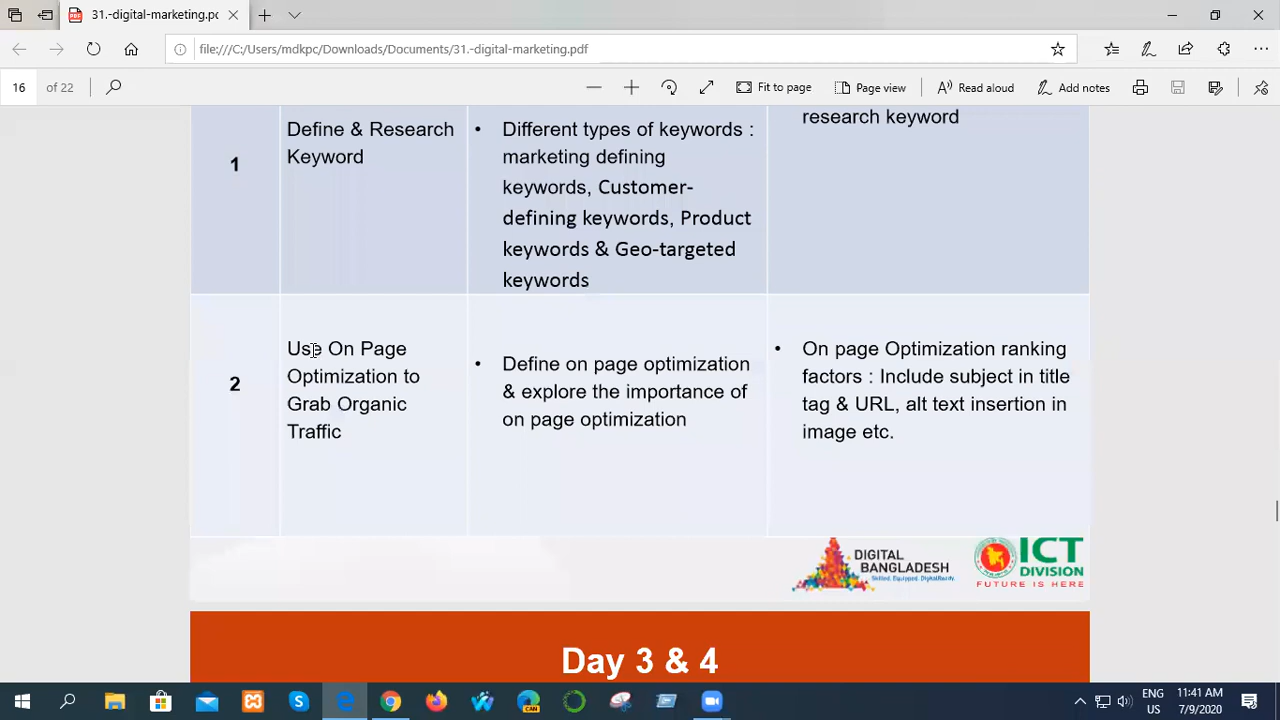 31.-digital-marketing.pc
file:///C:/Users/mdkpc/Downloads/Documents/31.-digital-marketing.pdf
16 of 22
Fit to page
Page view
Read aloud
Add notes
1
Define & Research
Keyword
• Different types of keywords :
marketing defining
keywords, Customer-
defining keywords, Product
keywords & Geo-targeted
keywords
research keyword
2
Use On Page
Optimization to
Grab Organic
Traffic
• Define on page optimization
& explore the importance of
on page optimization
• On page Optimization ranking
factors : Include subject in title
tag & URL, alt text insertion in
image etc.
DIGITAL
BANGLADESH
Skilled. Equipped. DigitalReady.
ICT
DIVISION
FUTURE IS HERE
Day 3 & 4
CAN
ENG
US
11:41 AM
7/9/2020